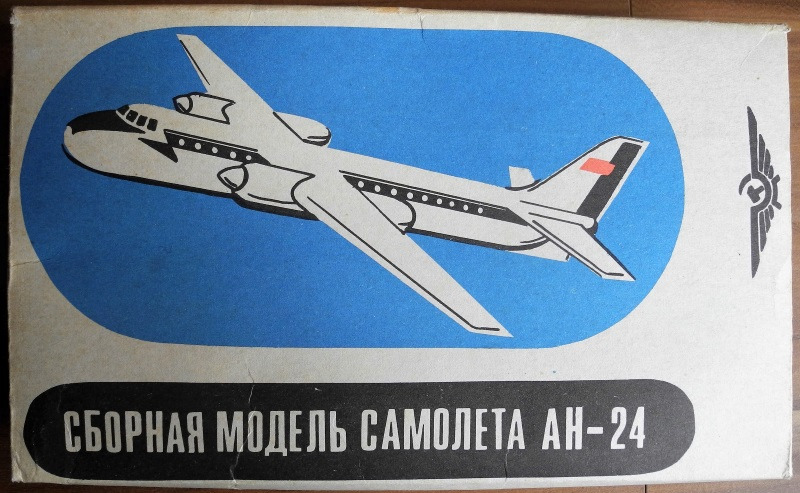 СБОРНАЯ МОДЕЛЬ САМОЛЕТА АН-24